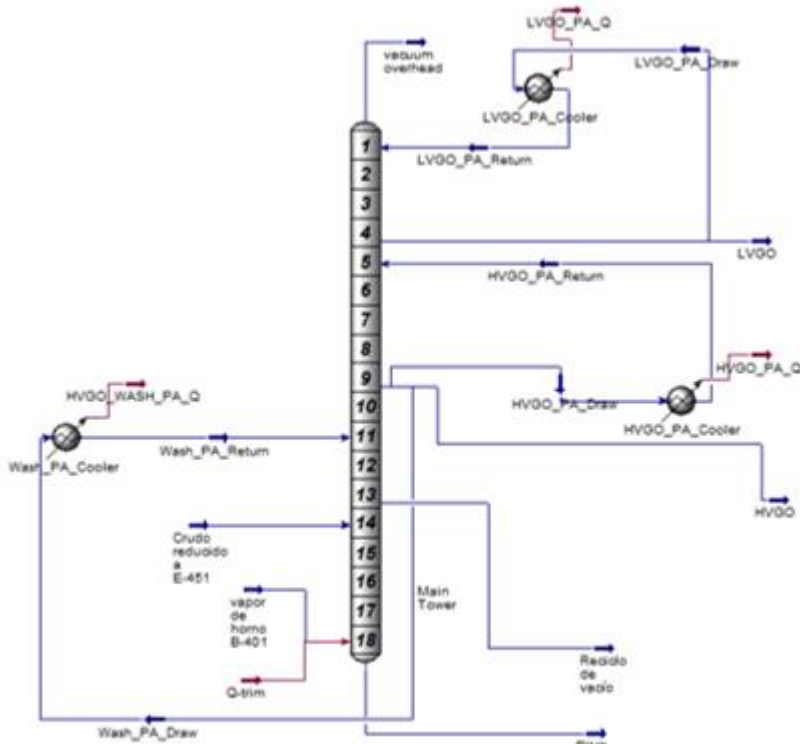 LVGO_PA_Q
vacuum
overhead
LVGO_PA_Draw
LVGO_PA_Cooler
1
LVGO_PA_Return
2
3
4
LVGO
5
HVGO_PA_Return
6
7
8
HVGO_PA_Q
9
HVGO_WASH_PA_Q
HVGO_PA_Draw
10
HVGO_PA_Cooler
11
Wash_PA_Return
Wash_PA_Cooler
12
13
HVGO
14
Crudo
reducido
a
E-451
15
16
Main
Tower
vapor
de
horno
B-401
17
18
Reciclo
de
vacío
Q-trim
Wash_PA_Draw